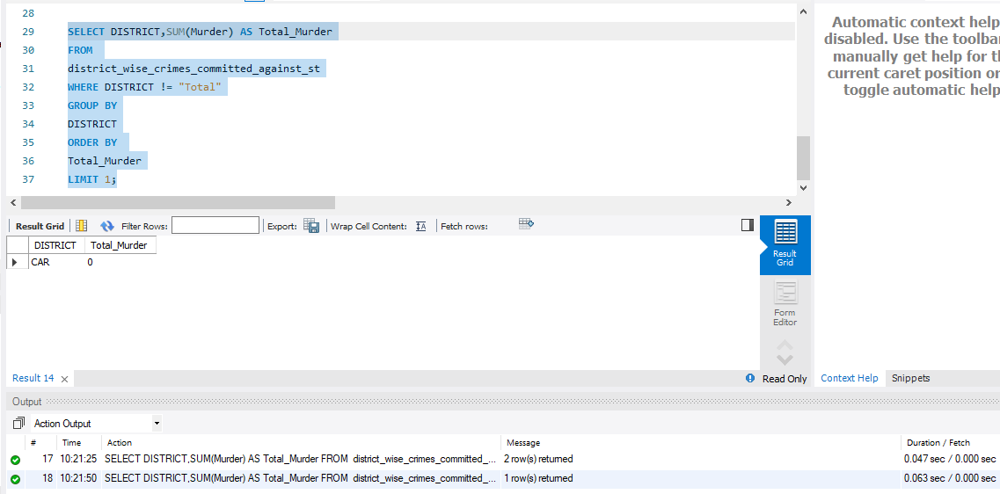 28
29 SELECT DISTRICT,SUM(Murder) AS Total_Murder
30 FROM
31 district_wise_crimes_committed_against_st
32 WHERE DISTRICT != "Total"
33 GROUP BY
34 DISTRICT
35 ORDER BY
36 Total_Murder
37 LIMIT 1;
Automatic context help
disabled. Use the toolbar
manually get help for th
current caret position or
toggle automatic help
Result Grid Filter Rows: Export: Wrap Cell Content: IA Fetch rows:
DISTRICT Total_Murder
CAR 0
Result
Grid
Form
Editor
Result 14 Read Only Context Help Snippets
Output
Action Output
# Time Action Message Duration / Fetch
17 10:21:25 SELECT DISTRICT,SUM(Murder) AS Total_Murder FROM district_wise_crimes_committed_... 2 row(s) returned 0.047 sec / 0.000 sec
18 10:21:50 SELECT DISTRICT,SUM(Murder) AS Total_Murder FROM district_wise_crimes_committed_... 1 row(s) returned 0.063 sec / 0.000 sec